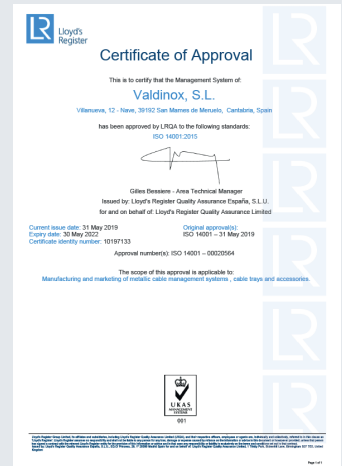 Lloyd's
Register
LR
Certificate of Approval
This is to certify that the Management System of:
Valdinox, S.L.
Villanueva, 12 - Nave, 39192 San Mames de Meruelo, Cantabria, Spain
has been approved by LRQA to the following standards:
ISO 14001:2015
Gilles Bessiere - Area Technical Manager
Issued by: Lloyd's Register Quality Assurance España, S.L.U.
for and on behalf of: Lloyd's Register Quality Assurance Limited
Current issue date: 31 May 2019
Expiry date: 30 May 2022
Certificate identity number: 10197133
Original approval(s):
ISO 14001 – 31 May 2019
Approval number(s): ISO 14001 – 00020564
The scope of this approval is applicable to:
Manufacturing and marketing of metallic cable management systems , cable trays and accessories.
UKAS
MANAGEMENT
SYSTEMS
001
Page 1 of 1